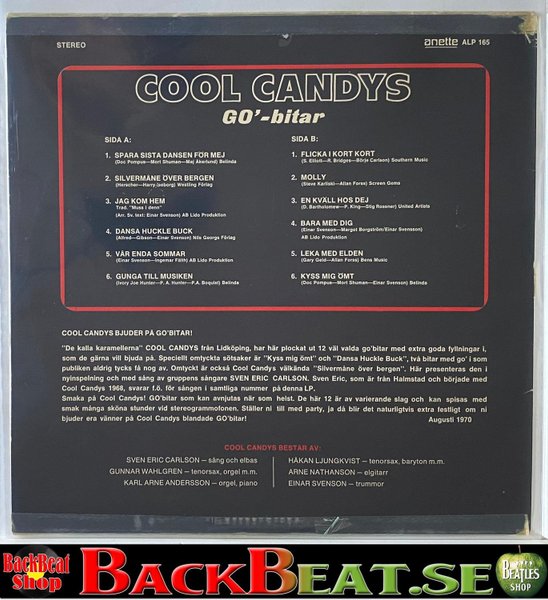 STEREO
anette ALP 165
COOL CANDYS
GO'-bitar
SIDA A:
1. SPARA SISTA DANSEN FÖR MEJ
(Doc Pompus—Mort Shuman—Maj Åkerlund) Belinda
2. SILVERMÅNE ÖVER BERGEN
(Herscher—Harry Iseborg) Westling Förlag
3. JAG KOM HEM
Trad. "Muss i denn"
(Arr. Sv. text: Einar Svenson) AB Lido Produktion
4. DANSA HUCKLE BUCK
(Alfred—Gibson—Einar Svenson) Nils Georgs Förlag
5. VÅR ENDA SOMMAR
(Einar Svenson—Ingemar Fälth) AB Lido Produktion
6. GUNGA TILL MUSIKEN
(Ivory Joe Hunter—P. A. Hunter—P.A. Boquist) Belinda
SIDA B:
1. FLICKA I KORT KORT
(S. Elliott—R. Bridges—Börje Carlson) Southern Music
2. MOLLY
(Steve Karliski—Allan Forss) Screen Goms
3. EN KVÄLL HOS DEJ
(D. Bartholomew—P. King—Stig Rossner) United Artists
4. BARA MED DIG
(Einar Svenson—Margot Borgström/Einar Svensson)
AB Lido Produktion
5. LEKA MED ELDEN
(Gary Geld—Allan Forss) Bens Music
6. KYSS MIG ÖMT
(Doc Pompus—Mort Shuman—Einar Svenson) Belinda
COOL CANDYS BJUDER PÅ GO'BITAR!
"De kalla karamellerna" COOL CANDYS från Lidköping, har här plockat ut 12 väl valda go'bitar med extra goda fyllningar i,
som de gärna vill bjuda på. Speciellt omtyckta sötsaker är "Kyss mig ömt" och "Dansa Huckle Buck", två bitar med go' i som
publiken aldrig tycks få nog av. Omtyckt är också Cool Candys välkända "Silvermåne över bergen". Här presenteras den i
nyinspelning och med sång av gruppens sångare SVEN ERIC CARLSON. Sven Eric, som är från Halmstad och började med
Cool Candys 1968, svarar f.ö. för sången i samtliga nummer på denna LP.
Smaka på Cool Candys! GO'bitar som kan avnjutas när som helst. De här 12 är av varierande slag och kan spisas med
smak många sköna stunder vid stereogrammofonen. Ställer ni till med party, ja då blir det naturligtvis extra festligt om ni
bjuder era vänner på Cool Candys blandade GO'bitar!
Augusti 1970
COOL CANDYS BESTÅR AV:
SVEN ERIC CARLSON — sång och elbas
GUNNAR WAHLGREN — tenorsax, orgel m.m.
KARL ARNE ANDERSSON — orgel, piano
HÅKAN LJUNGKVIST — tenorsax, baryton m.m.
ARNE NATHANSON — elgitarr
EINAR SVENSON — trummor
BackBeat
Shop
BACKBEAT.SE
BEATLES
SHOP